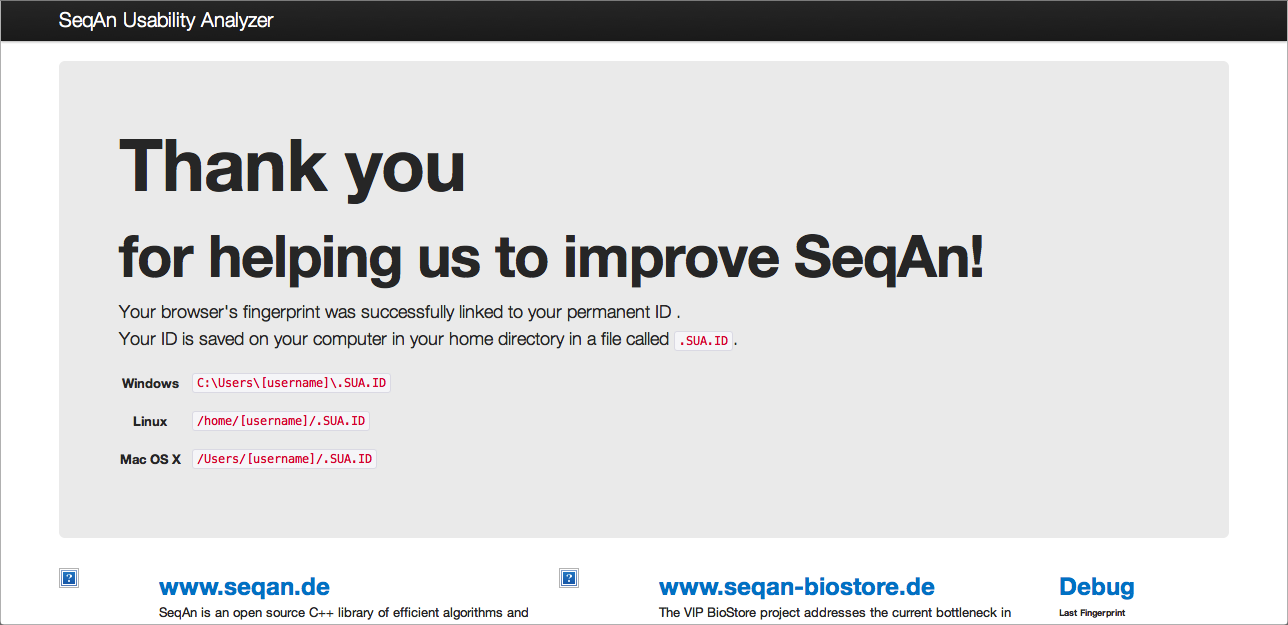 SeqAn Usability Analyzer
Thank you
for helping us to improve SeqAn!
Your browser's fingerprint was successfully linked to your permanent ID .
Your ID is saved on your computer in your home directory in a file called .SUA.ID.
Windows C:\Users\[username]\.SUA.ID
Linux /home/[username]/.SUA.ID
Mac OS X /Users/[username]/.SUA.ID
www.seqan.de
SeqAn is an open source C++ library of efficient algorithms and
www.seqan-biostore.de
The VIP BioStore project addresses the current bottleneck in
Debug
Last Fingerprint